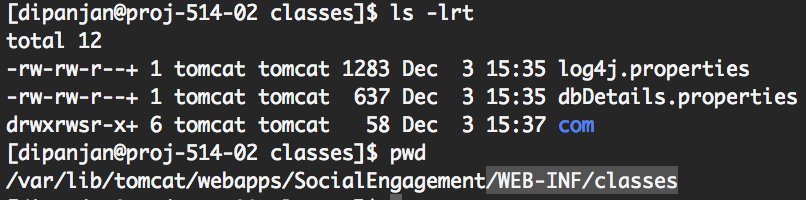 [dipanjan@proj-514-02 classes]$ ls -lrt
total 12
-rw-rw-r--+ 1 tomcat tomcat 1283 Dec  3 15:35 log4j.properties
-rw-rw-r--+ 1 tomcat tomcat  637 Dec  3 15:35 dbDetails.properties
drwxrwsr-x+ 6 tomcat tomcat   58 Dec  3 15:37 com
[dipanjan@proj-514-02 classes]$ pwd
/var/lib/tomcat/webapps/SocialEngagement/WEB-INF/classes